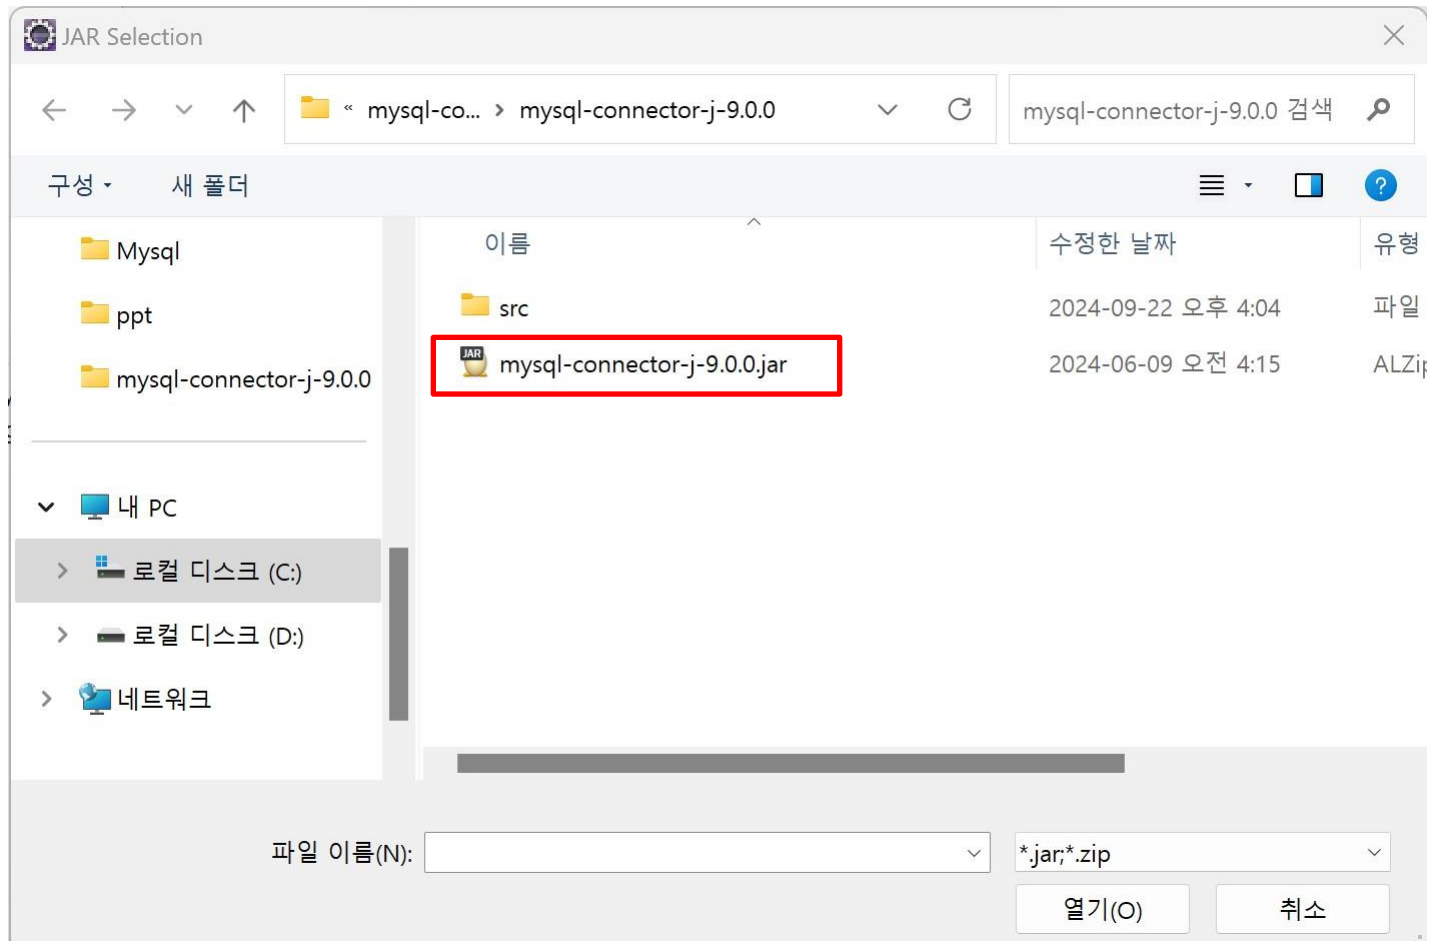 JAR Selection
« mysql-co... › mysql-connector-j-9.0.0
mysql-connector-j-9.0.0 검색
구성
새 폴더
?
Mysql
ppt
mysql-connector-j-9.0.0
내 PC
로컬 디스크 (C:)
로컬 디스크 (D:)
네트워크
이름
수정한 날짜
유형
src
2024-09-22 오후 4:04
파일
JAR
mysql-connector-j-9.0.0.jar
2024-06-09 오전 4:15
ALZip
파일 이름(N):
*.jar;*.zip
열기(O)
취소